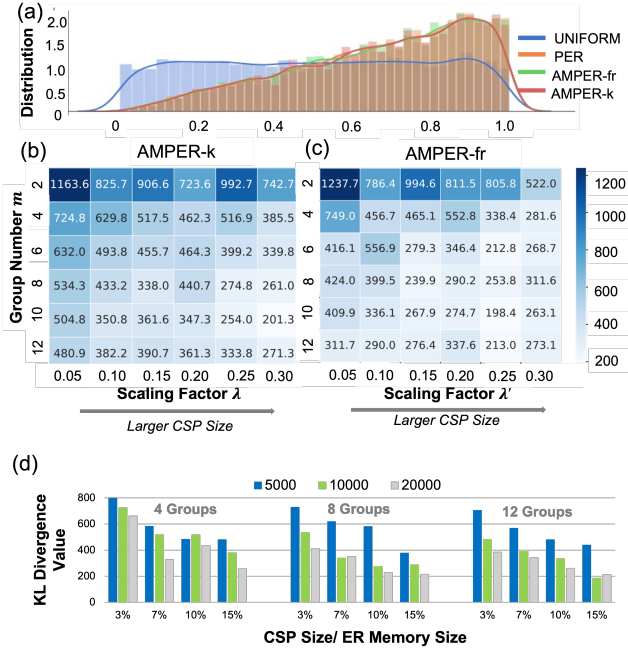 (a)
Distribution
2.0
1.5
1.0
0.5
0
0 0.2 0.4 0.6 0.8 1.0
UNIFORM
PER
AMPER-fr
AMPER-k
(b) AMPER-k
Group Number m
2 1163.6 825.7 906.6 723.6 992.7 742.7
4 724.8 629.8 517.5 462.3 516.9 385.5
6 632.0 493.8 455.7 464.3 399.2 339.8
8 534.3 433.2 338.0 440.7 274.8 261.0
10 504.8 350.8 361.6 347.3 254.0 201.3
12 480.9 382.2 390.7 361.3 333.8 271.3
0.05 0.10 0.15 0.20 0.25 0.30
Scaling Factor λ
Larger CSP Size
(c) AMPER-fr
2 1237.7 786.4 994.6 811.5 805.8 522.0
4 749.0 456.7 465.1 552.8 338.4 281.6
6 416.1 556.9 279.3 346.4 212.8 268.7
8 424.0 399.5 239.9 290.2 253.8 311.6
10 409.9 336.1 267.9 274.7 198.4 263.1
12 311.7 290.0 276.4 337.6 213.0 273.1
0.05 0.10 0.15 0.20 0.25 0.30
Scaling Factor λ′
Larger CSP Size
1200
1000
800
600
400
200
(d)
5000 10000 20000
KL Divergence
Value
800
600
400
200
0
4 Groups 8 Groups 12 Groups
3% 7% 10% 15% 3% 7% 10% 15% 3% 7% 10% 15%
CSP Size/ ER Memory Size